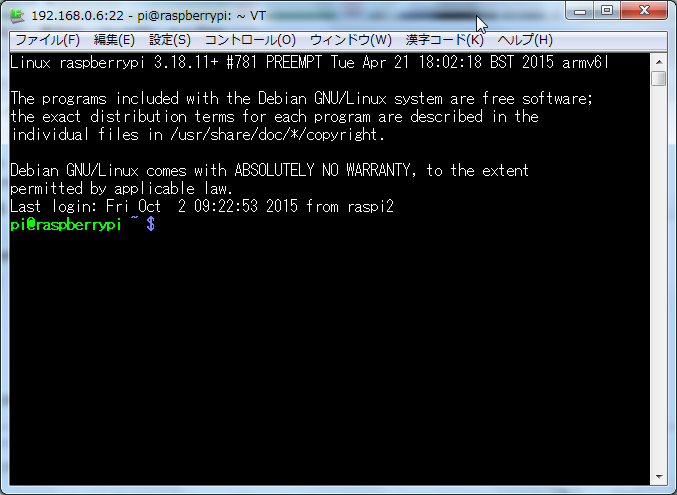 192.168.0.6:22 - pi@raspberrypi: ~ VT
ファイル(F) 編集(E) 設定(S) コントロール(O) ウィンドウ(W) 漢字コード(K) ヘルプ(H)
Linux raspberrypi 3.18.11+ #781 PREEMPT Tue Apr 21 18:02:18 BST 2015 armv6l
The programs included with the Debian GNU/Linux system are free software;
the exact distribution terms for each program are described in the
individual files in /usr/share/doc/*/copyright.
Debian GNU/Linux comes with ABSOLUTELY NO WARRANTY, to the extent
permitted by applicable law.
Last login: Fri Oct  2 09:22:53 2015 from raspi2
pi@raspberrypi ~ $